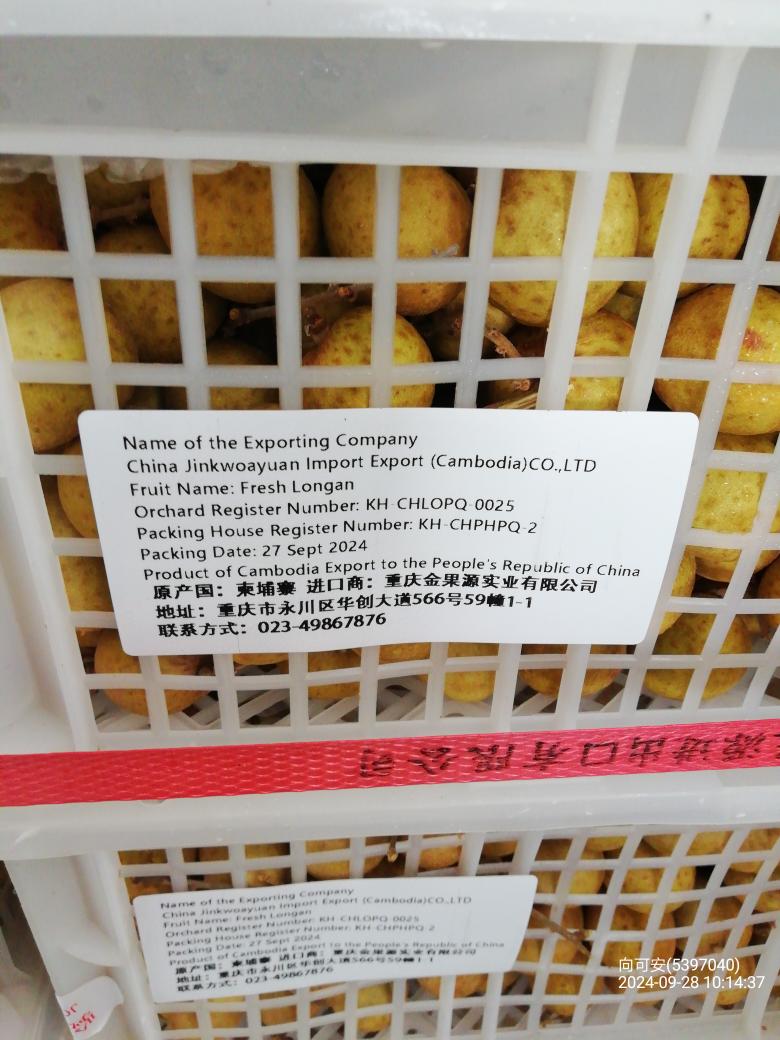 Name of the Exporting Company
China Jinkwoayuan Import Export (Cambodia)CO.,LTD
Fruit Name: Fresh Longan
Orchard Register Number: KH-CHLOPQ-0025
Packing House Register Number: KH-CHPHPQ-2
Packing Date: 27 Sept 2024
Product of Cambodia Export to the People's Republic of China
原产国：柬埔寨 进口商：重庆金果源实业有限公司
地址：重庆市永川区华创大道566号59幢1-1
联系方式：023-49867876
源进出口有限公司
Name of the Exporting Company
China Jinkwoayuan Import Export (Cambodia)CO.,LTD
Fruit Name: Fresh Longan
Orchard Register Number: KH-CHLOPQ-0025
Packing House Register Number: KH-CHPHPQ-2
Packing Date: 27 Sept 2024
Product of Cambodia Export to the People's Republic of China
原产国：柬埔寨 进口商：重庆金果源实业有限公司
地址：重庆市永川区华创大道566号59幢1-1
联系方式：023-49867876
向可安(5397040)
2024-09-28 10:14:37